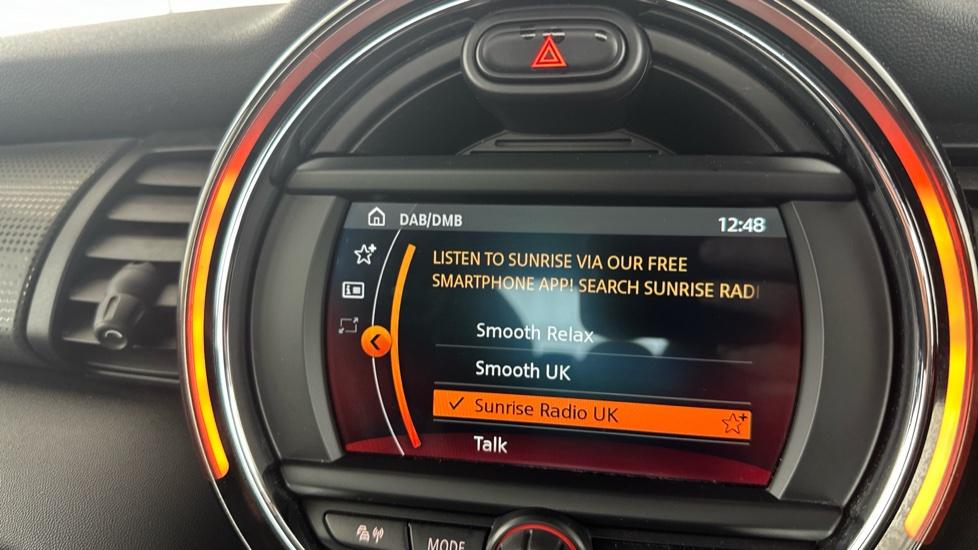 DAB/DMB
12:48
LISTEN TO SUNRISE VIA OUR FREE
SMARTPHONE APP! SEARCH SUNRISE RADI
Smooth Relax
Smooth UK
Sunrise Radio UK
Talk
MODE